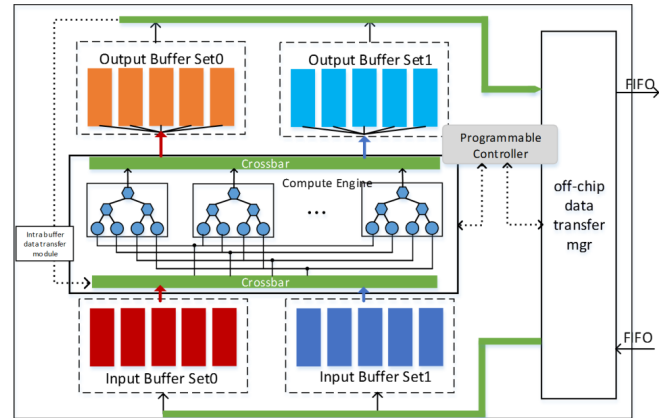 Output Buffer Set0
Output Buffer Set1
FIFO
Programmable
Controller
Crossbar
Compute Engine
...
off-chip
data
transfer
mgr
Intra buffer
data transfer
module
Crossbar
FIFO
Input Buffer Set0
Input Buffer Set1